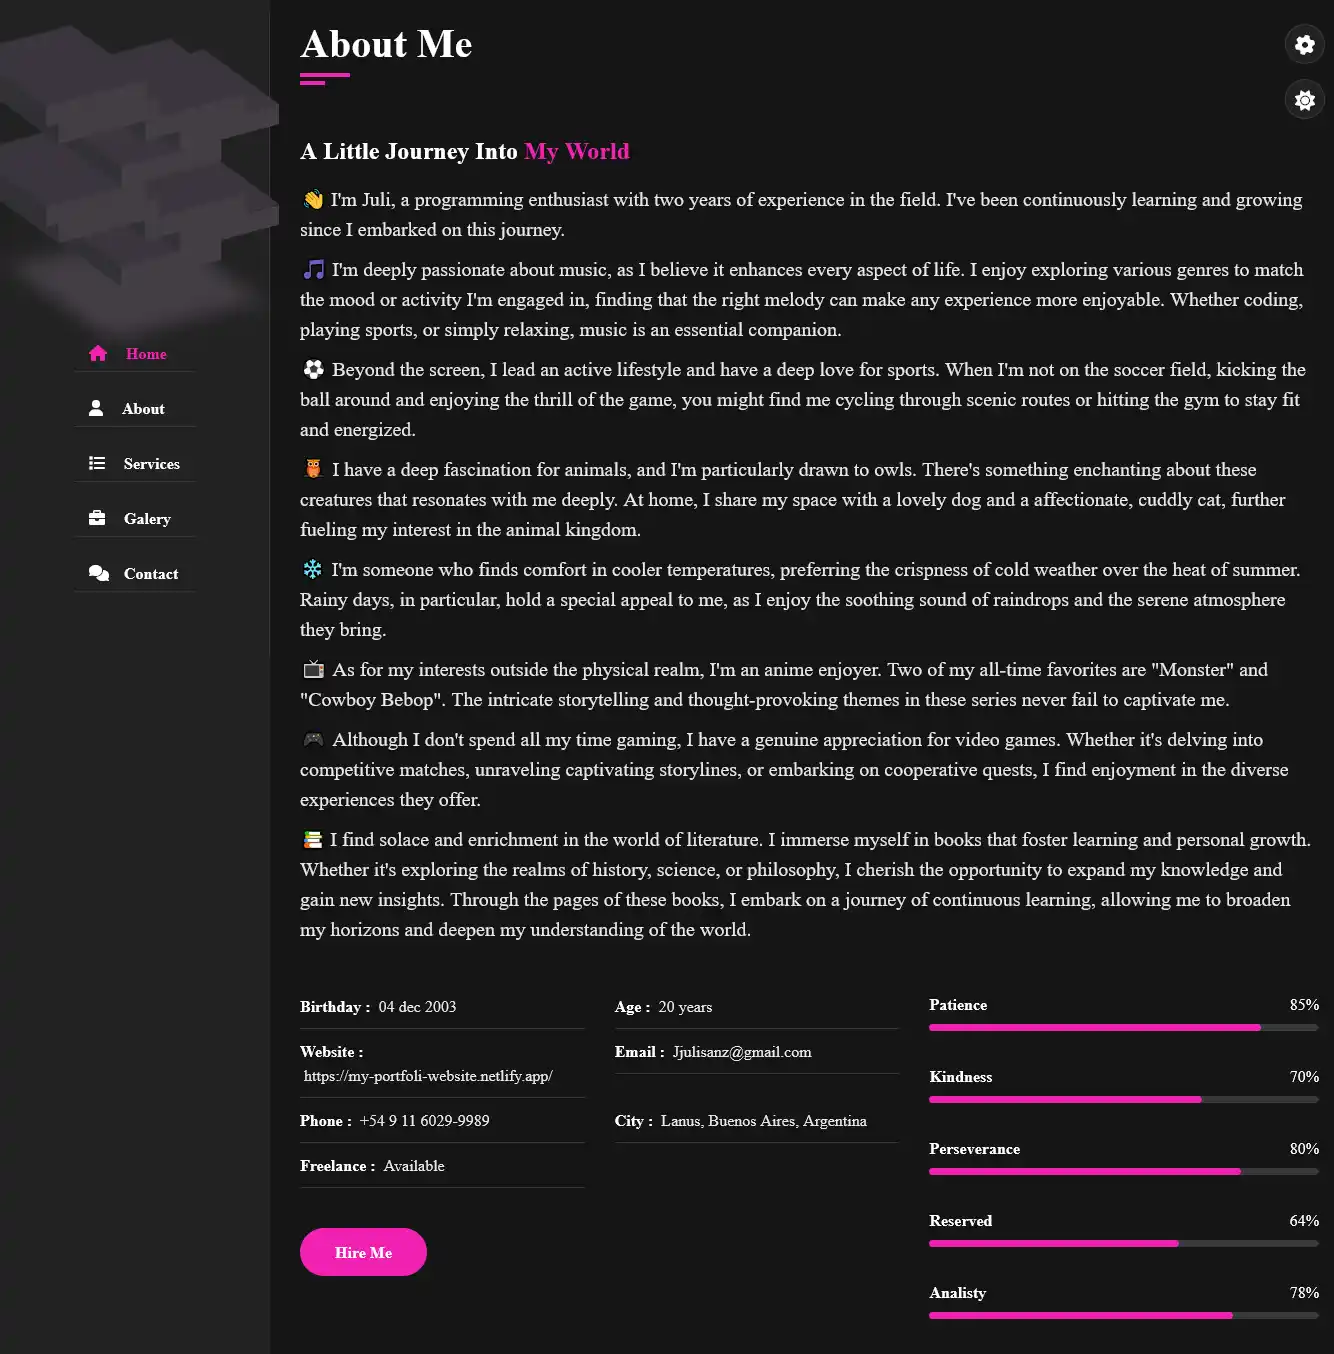 Home
About
Services
Galery
Contact
About Me
A Little Journey Into My World
👋 I'm Juli, a programming enthusiast with two years of experience in the field. I've been continuously learning and growing
since I embarked on this journey.
🎵 I'm deeply passionate about music, as I believe it enhances every aspect of life. I enjoy exploring various genres to match
the mood or activity I'm engaged in, finding that the right melody can make any experience more enjoyable. Whether coding,
playing sports, or simply relaxing, music is an essential companion.
⚽ Beyond the screen, I lead an active lifestyle and have a deep love for sports. When I'm not on the soccer field, kicking the
ball around and enjoying the thrill of the game, you might find me cycling through scenic routes or hitting the gym to stay fit
and energized.
🦉 I have a deep fascination for animals, and I'm particularly drawn to owls. There's something enchanting about these
creatures that resonates with me deeply. At home, I share my space with a lovely dog and a affectionate, cuddly cat, further
fueling my interest in the animal kingdom.
❄️ I'm someone who finds comfort in cooler temperatures, preferring the crispness of cold weather over the heat of summer.
Rainy days, in particular, hold a special appeal to me, as I enjoy the soothing sound of raindrops and the serene atmosphere
they bring.
📺 As for my interests outside the physical realm, I'm an anime enjoyer. Two of my all-time favorites are "Monster" and
"Cowboy Bebop". The intricate storytelling and thought-provoking themes in these series never fail to captivate me.
🎮 Although I don't spend all my time gaming, I have a genuine appreciation for video games. Whether it's delving into
competitive matches, unraveling captivating storylines, or embarking on cooperative quests, I find enjoyment in the diverse
experiences they offer.
📚 I find solace and enrichment in the world of literature. I immerse myself in books that foster learning and personal growth.
Whether it's exploring the realms of history, science, or philosophy, I cherish the opportunity to expand my knowledge and
gain new insights. Through the pages of these books, I embark on a journey of continuous learning, allowing me to broaden
my horizons and deepen my understanding of the world.
Birthday : 04 dec 2003
Age : 20 years
Website :
https://my-portfoli-website.netlify.app/
Email : Jjulisanz@gmail.com
Phone : +54 9 11 6029-9989
City : Lanus, Buenos Aires, Argentina
Freelance : Available
Hire Me
Patience 85%
Kindness 70%
Perseverance 80%
Reserved 64%
Analisty 78%